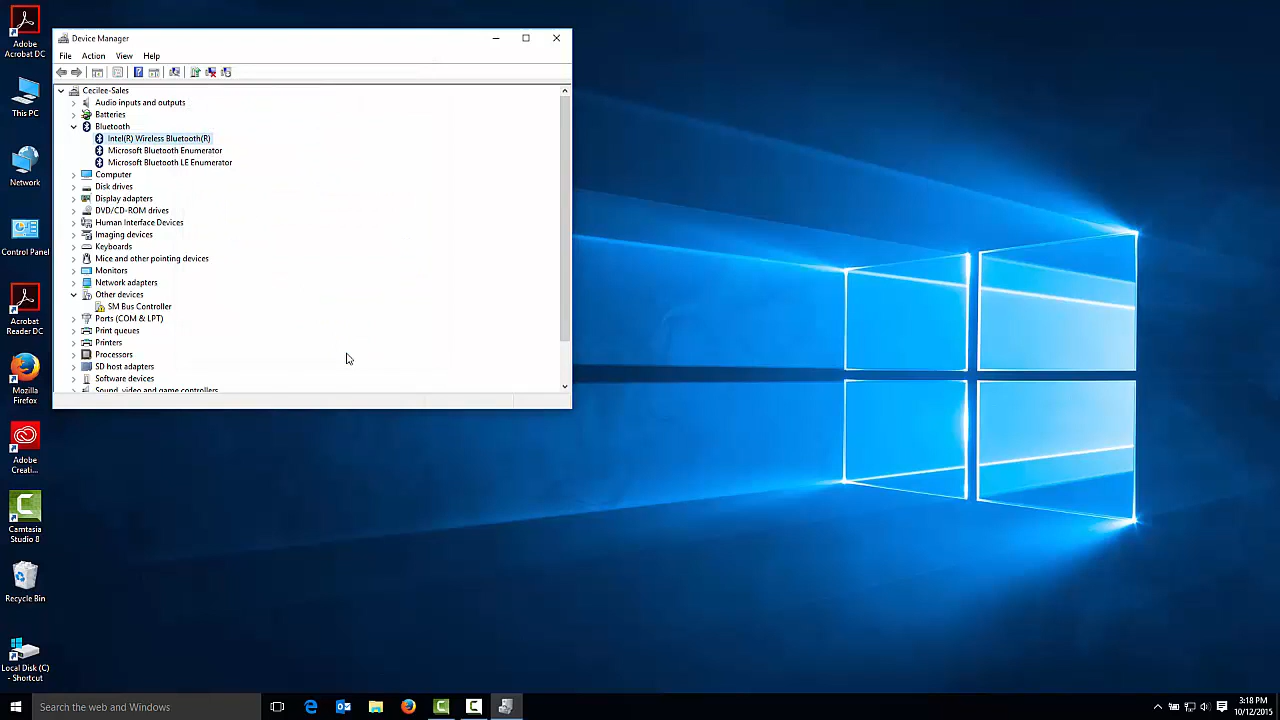 Adobe
Acrobat DC
This PC
Network
Control Panel
Acrobat
Reader DC
Mozilla
Firefox
Adobe
Creati...
Camtasia
Studio 8
Recycle Bin
Local Disk (C)
- Shortcut
Device Manager
File Action View Help
Cecilee-Sales
Audio inputs and outputs
Batteries
Bluetooth
Intel(R) Wireless Bluetooth(R)
Microsoft Bluetooth Enumerator
Microsoft Bluetooth LE Enumerator
Computer
Disk drives
Display adapters
DVD/CD-ROM drives
Human Interface Devices
Imaging devices
Keyboards
Mice and other pointing devices
Monitors
Network adapters
Other devices
SM Bus Controller
Ports (COM & LPT)
Print queues
Printers
Processors
SD host adapters
Software devices
Sound, video and game controllers
Search the web and Windows
3:18 PM
10/12/2015